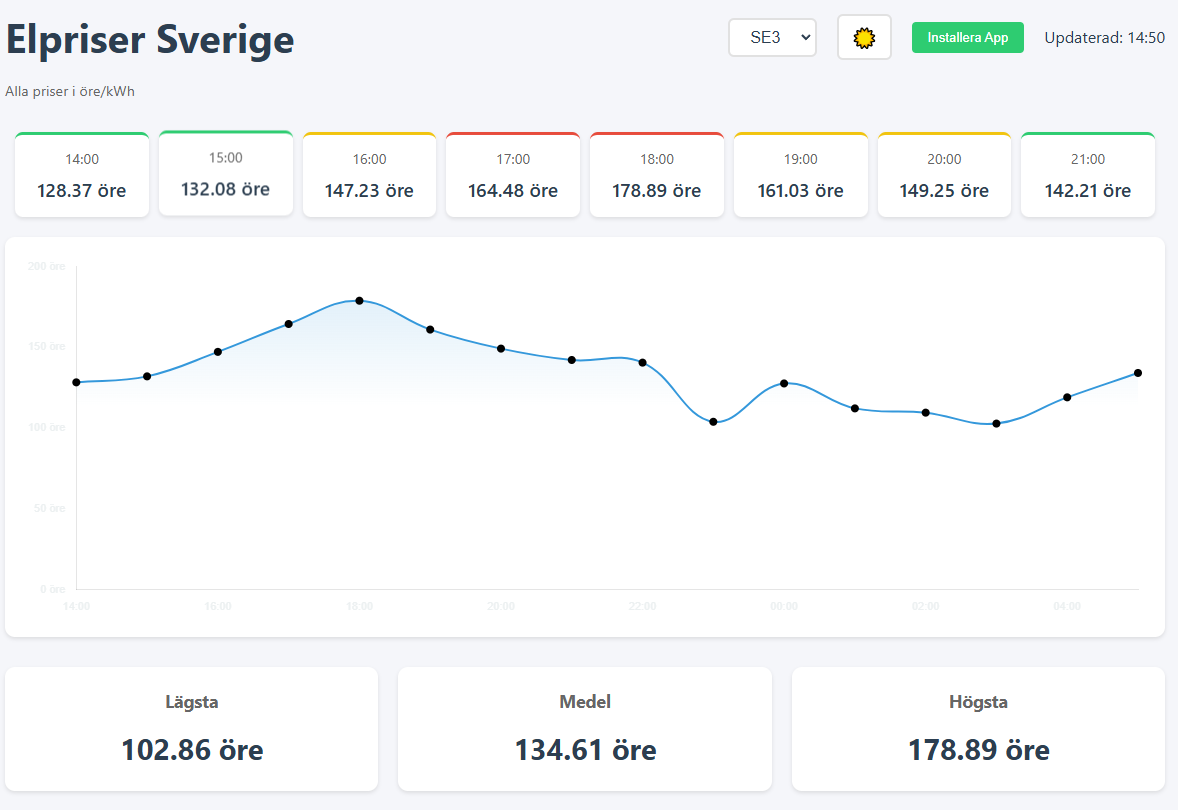 Elpriser Sverige
SE3
Installera App
Updaterad: 14:50
Alla priser i öre/kWh
14:00
128.37 öre
15:00
132.08 öre
16:00
147.23 öre
17:00
164.48 öre
18:00
178.89 öre
19:00
161.03 öre
20:00
149.25 öre
21:00
142.21 öre
200 öre
150 öre
100 öre
50 öre
0 öre
14:00
16:00
18:00
20:00
22:00
00:00
02:00
04:00
Lägsta
102.86 öre
Medel
134.61 öre
Högsta
178.89 öre